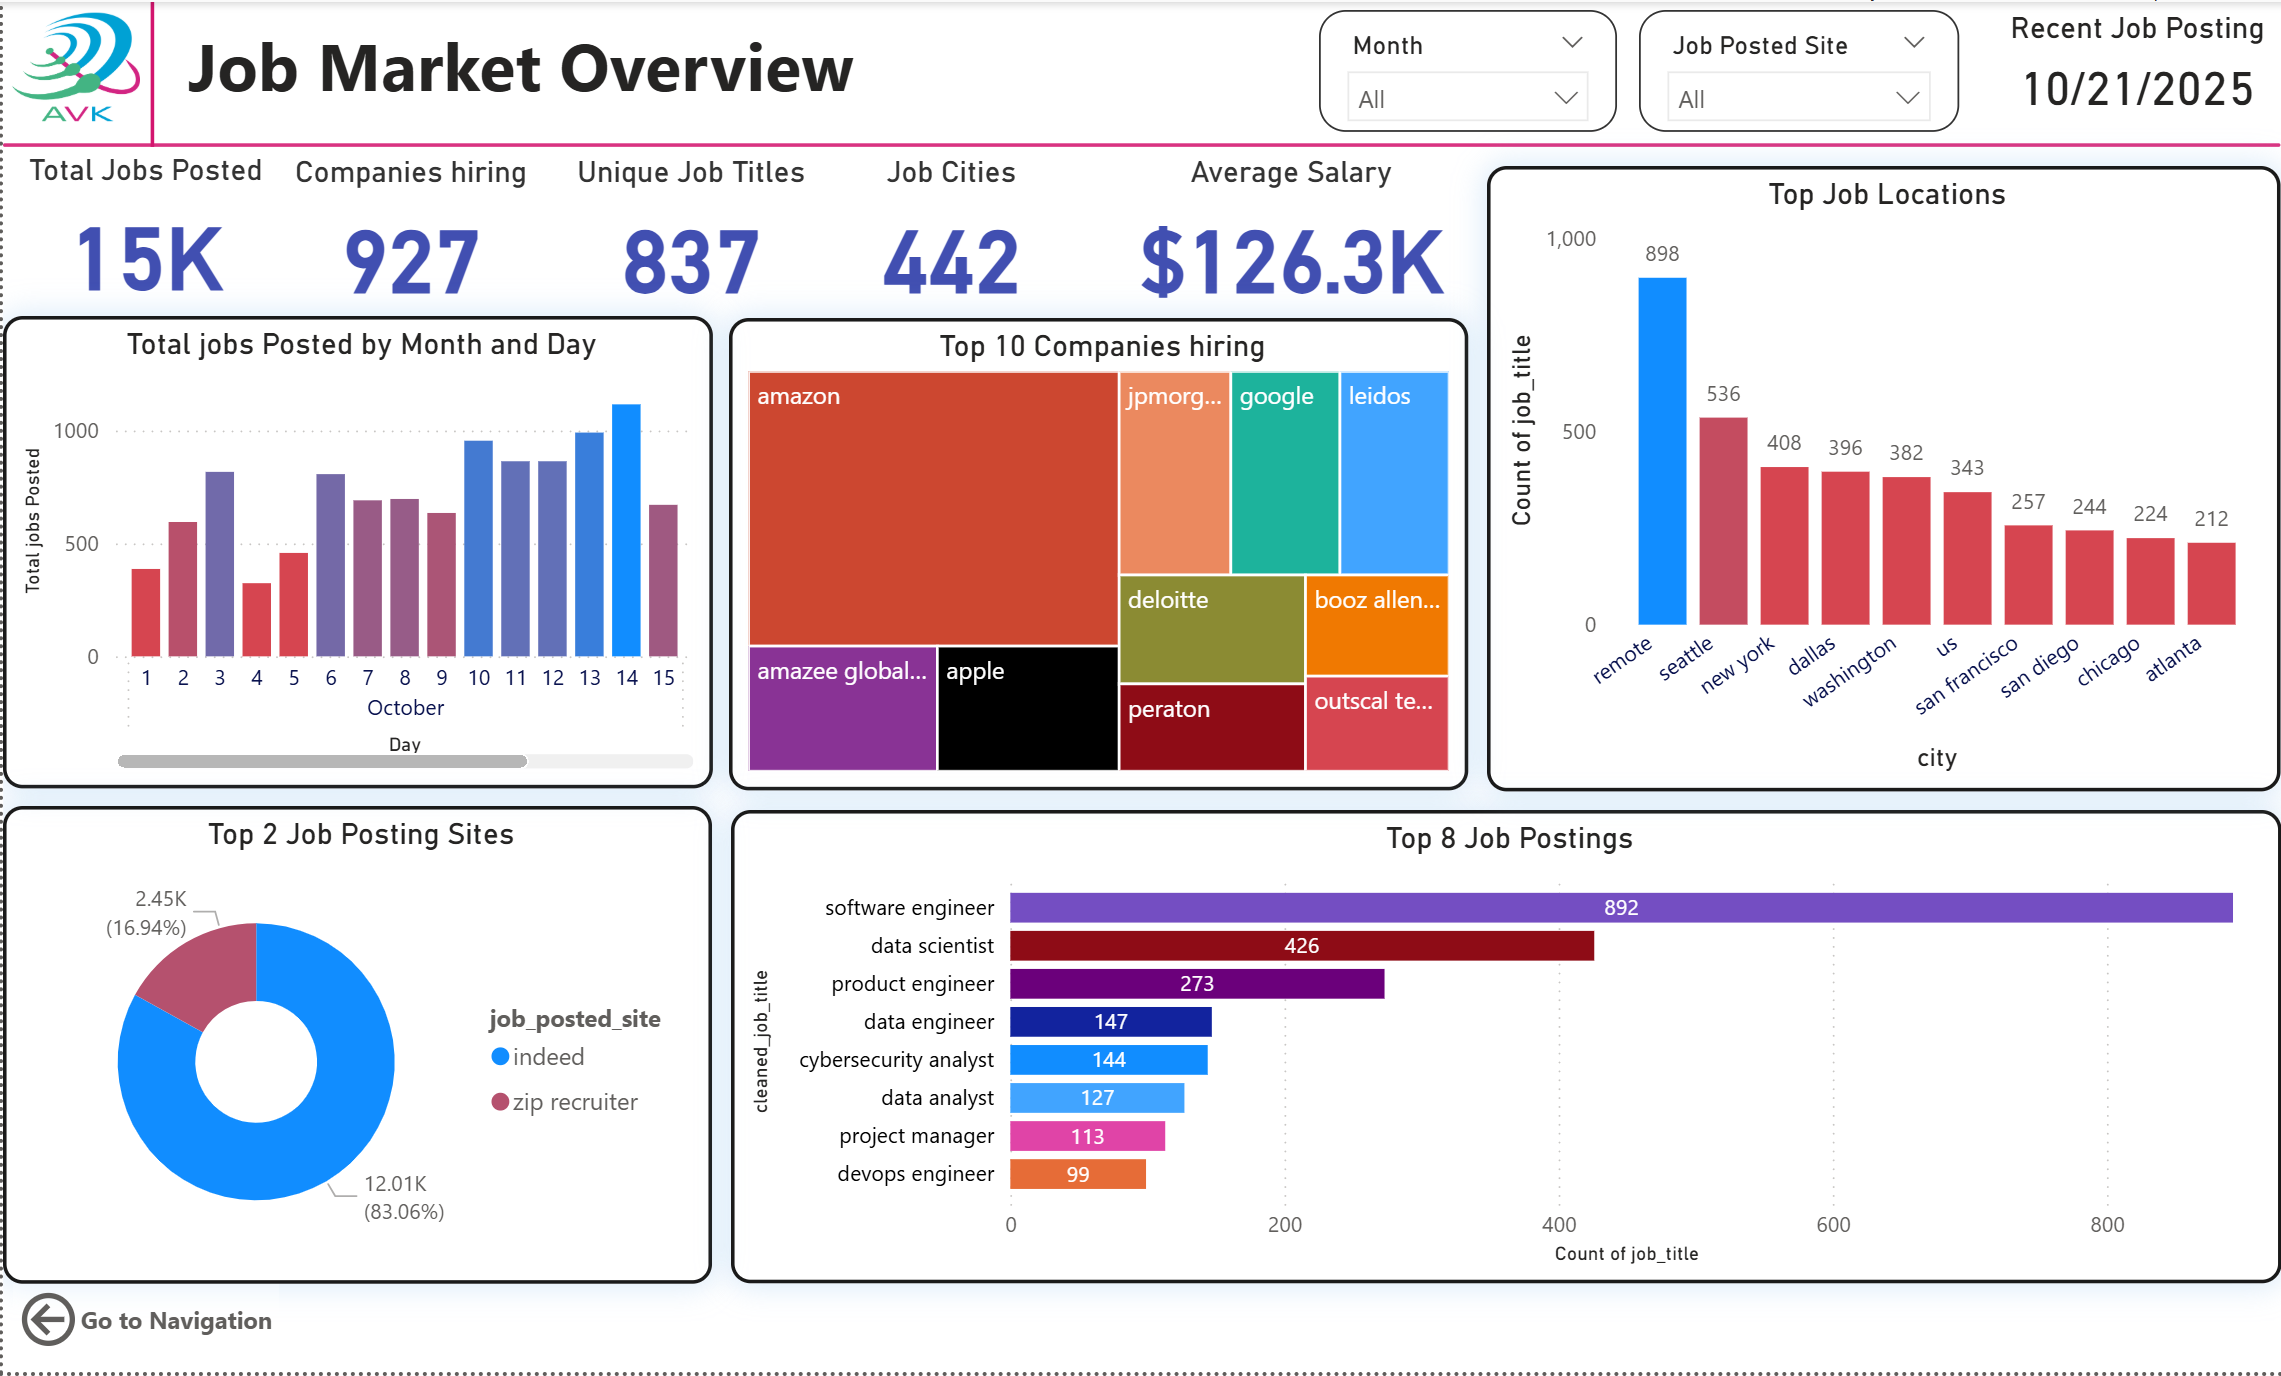 AVK
Job Market Overview
Month
All
Job Posted Site
All
Recent Job Posting
10/21/2025
Total Jobs Posted
15K
Companies hiring
927
Unique Job Titles
837
Job Cities
442
Average Salary
$126.3K
Total jobs Posted by Month and Day
Total jobs Posted
1000
500
0
1 2 3 4 5 6 7 8 9 10 11 12 13 14 15
October
Day
Top 10 Companies hiring
amazon
jpmorg...
google
leidos
deloitte
booz allen...
amazee global...
apple
peraton
outscal te...
Top Job Locations
Count of job_title
1,000
500
0
898
536
408
396
382
343
257
244
224
212
remote
seattle
new york
dallas
washington
us
san francisco
san diego
chicago
atlanta
city
Top 2 Job Posting Sites
2.45K
(16.94%)
12.01K
(83.06%)
job_posted_site
indeed
zip recruiter
Top 8 Job Postings
cleaned_job_title
software engineer 892
data scientist 426
product engineer 273
data engineer 147
cybersecurity analyst 144
data analyst 127
project manager 113
devops engineer 99
0 200 400 600 800
Count of job_title
Go to Navigation